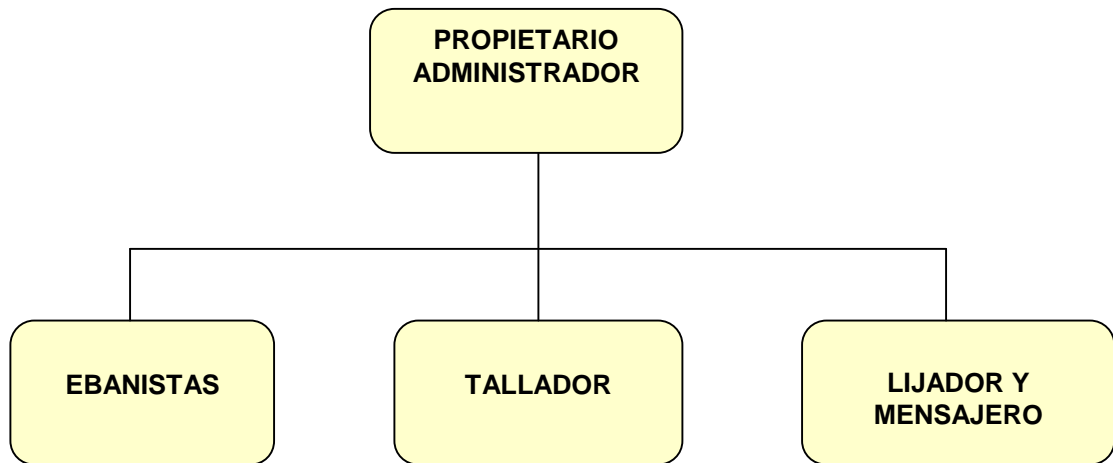 PROPIETARIO
ADMINISTRADOR
EBANISTAS
TALLADOR
LIJADOR Y
MENSAJERO